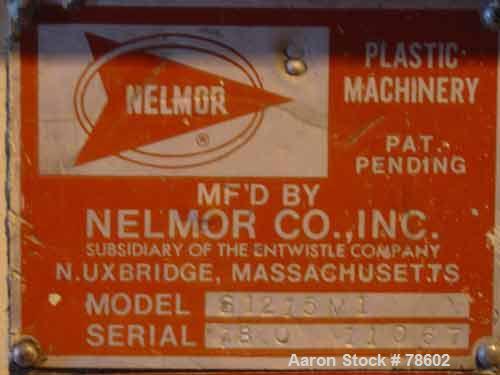 NELMOR
®
PLASTIC
MACHINERY
PAT.
PENDING
MF'D BY
NELMOR CO., INC.
SUBSIDIARY OF THE ENTWISTLE COMPANY
N. UXBRIDGE, MASSACHUSETTS
MODEL G1215M1
SERIAL
Aaron Stock # 78602